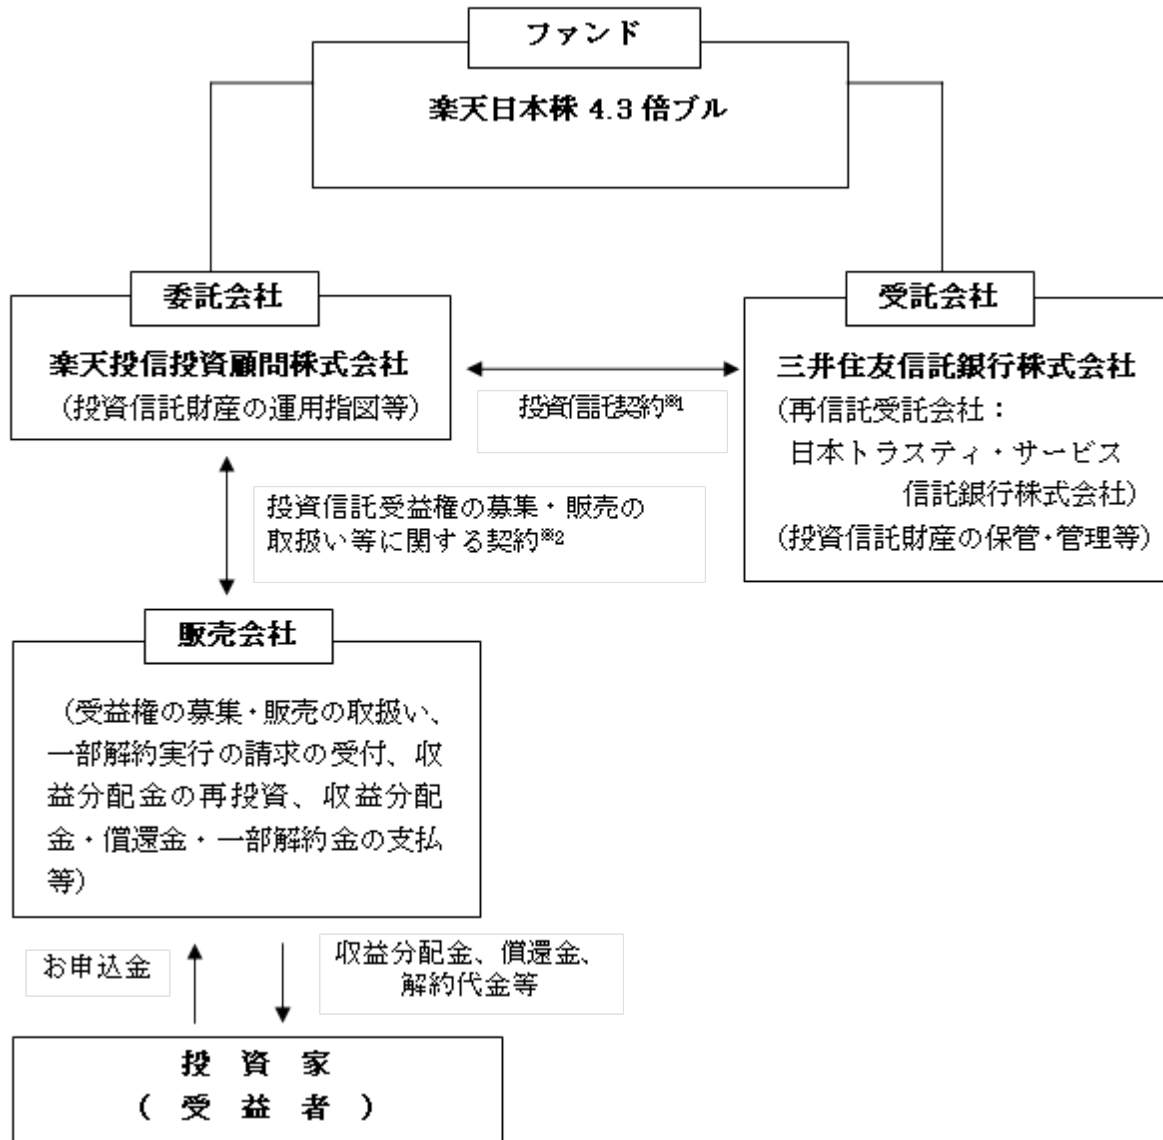 ファンド
楽天日本株 4.3 倍ブル
委託会社
楽天投信投資顧問株式会社
(投資信託財産の運用指図等)
投資信託契約※1
受託会社
三井住友信託銀行株式会社
(再信託受託会社：
日本トラスティ・サービス
信託銀行株式会社)
(投資信託財産の保管・管理等)
投資信託受益権の募集・販売の
取扱い等に関する契約※2
販売会社
(受益権の募集・販売の取扱い、
一部解約実行の請求の受付、収
益分配金の再投資、収益分配
金・償還金・一部解約金の支払
等)
お申込金
収益分配金、償還金、
解約代金等
投 資 家
( 受 益 者 )